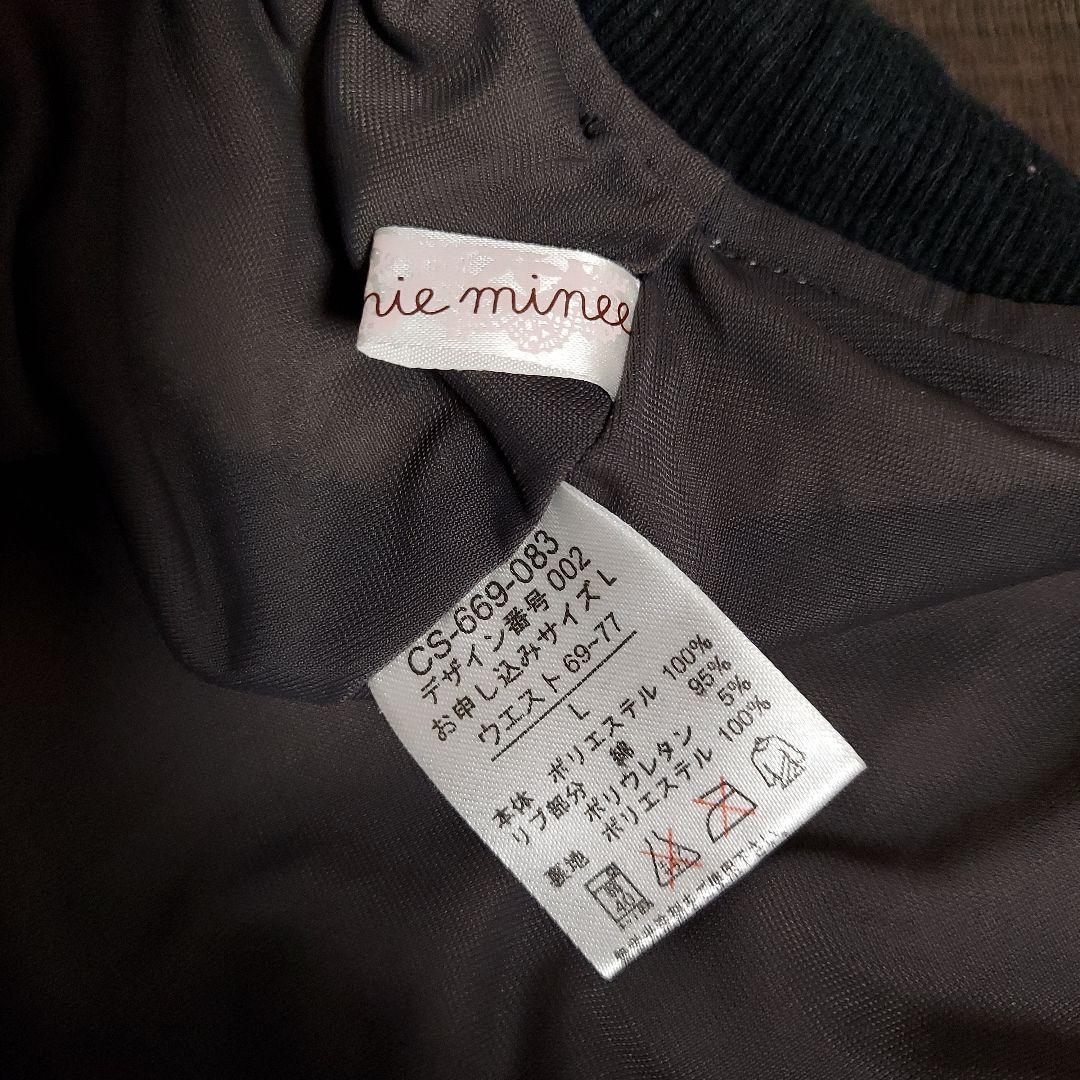 nie minee
CS-669-083
デザイン番号 002
お申し込みサイズ L
ウエスト 69~77
L
本体 ポリエステル 100%
リブ部分 綿 95%
ポリウレタン 5%
裏地 ポリエステル 100%
40